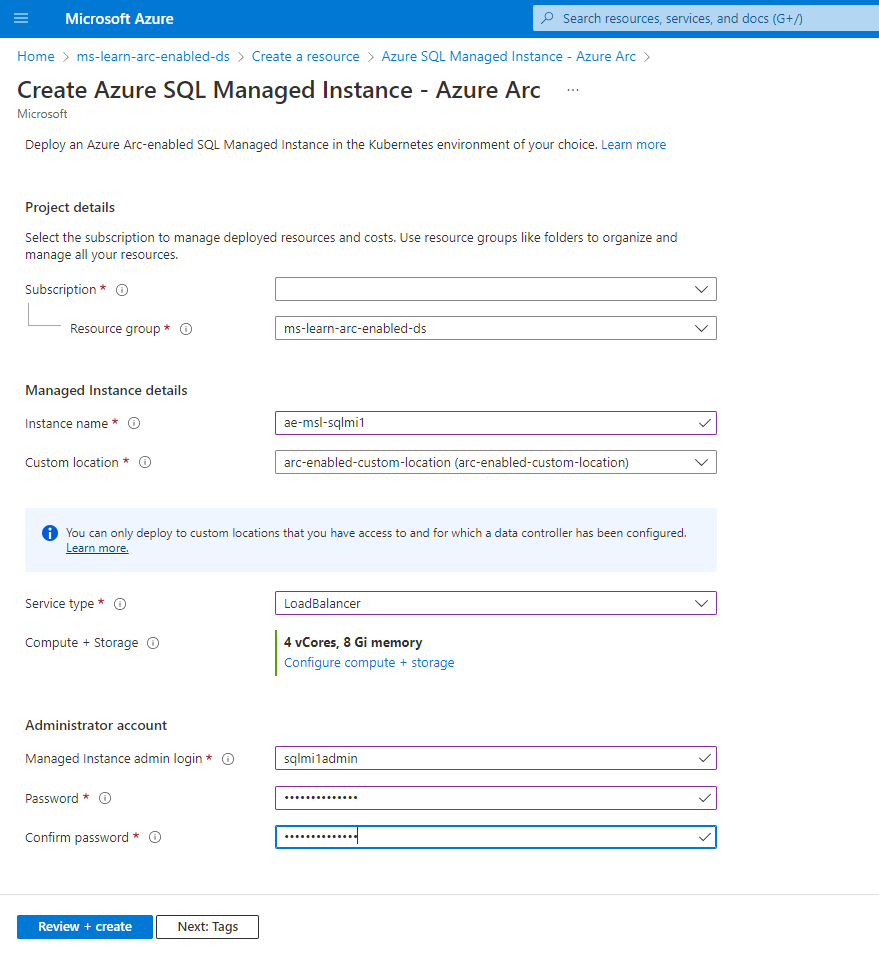 Microsoft Azure
Search resources, services, and docs (G+/)
Home > ms-learn-arc-enabled-ds > Create a resource > Azure SQL Managed Instance - Azure Arc >
Create Azure SQL Managed Instance - Azure Arc ...
Microsoft
Deploy an Azure Arc-enabled SQL Managed Instance in the Kubernetes environment of your choice. Learn more
Project details
Select the subscription to manage deployed resources and costs. Use resource groups like folders to organize and
manage all your resources.
Subscription *
Resource group * ms-learn-arc-enabled-ds
Managed Instance details
Instance name * ae-msl-sqlmi1
Custom location * arc-enabled-custom-location (arc-enabled-custom-location)
You can only deploy to custom locations that you have access to and for which a data controller has been configured.
Learn more.
Service type * LoadBalancer
Compute + Storage 4 vCores, 8 Gi memory
Configure compute + storage
Administrator account
Managed Instance admin login * sqlmi1admin
Password * ••••••••••••••
Confirm password * ••••••••••••••
Review + create Next: Tags